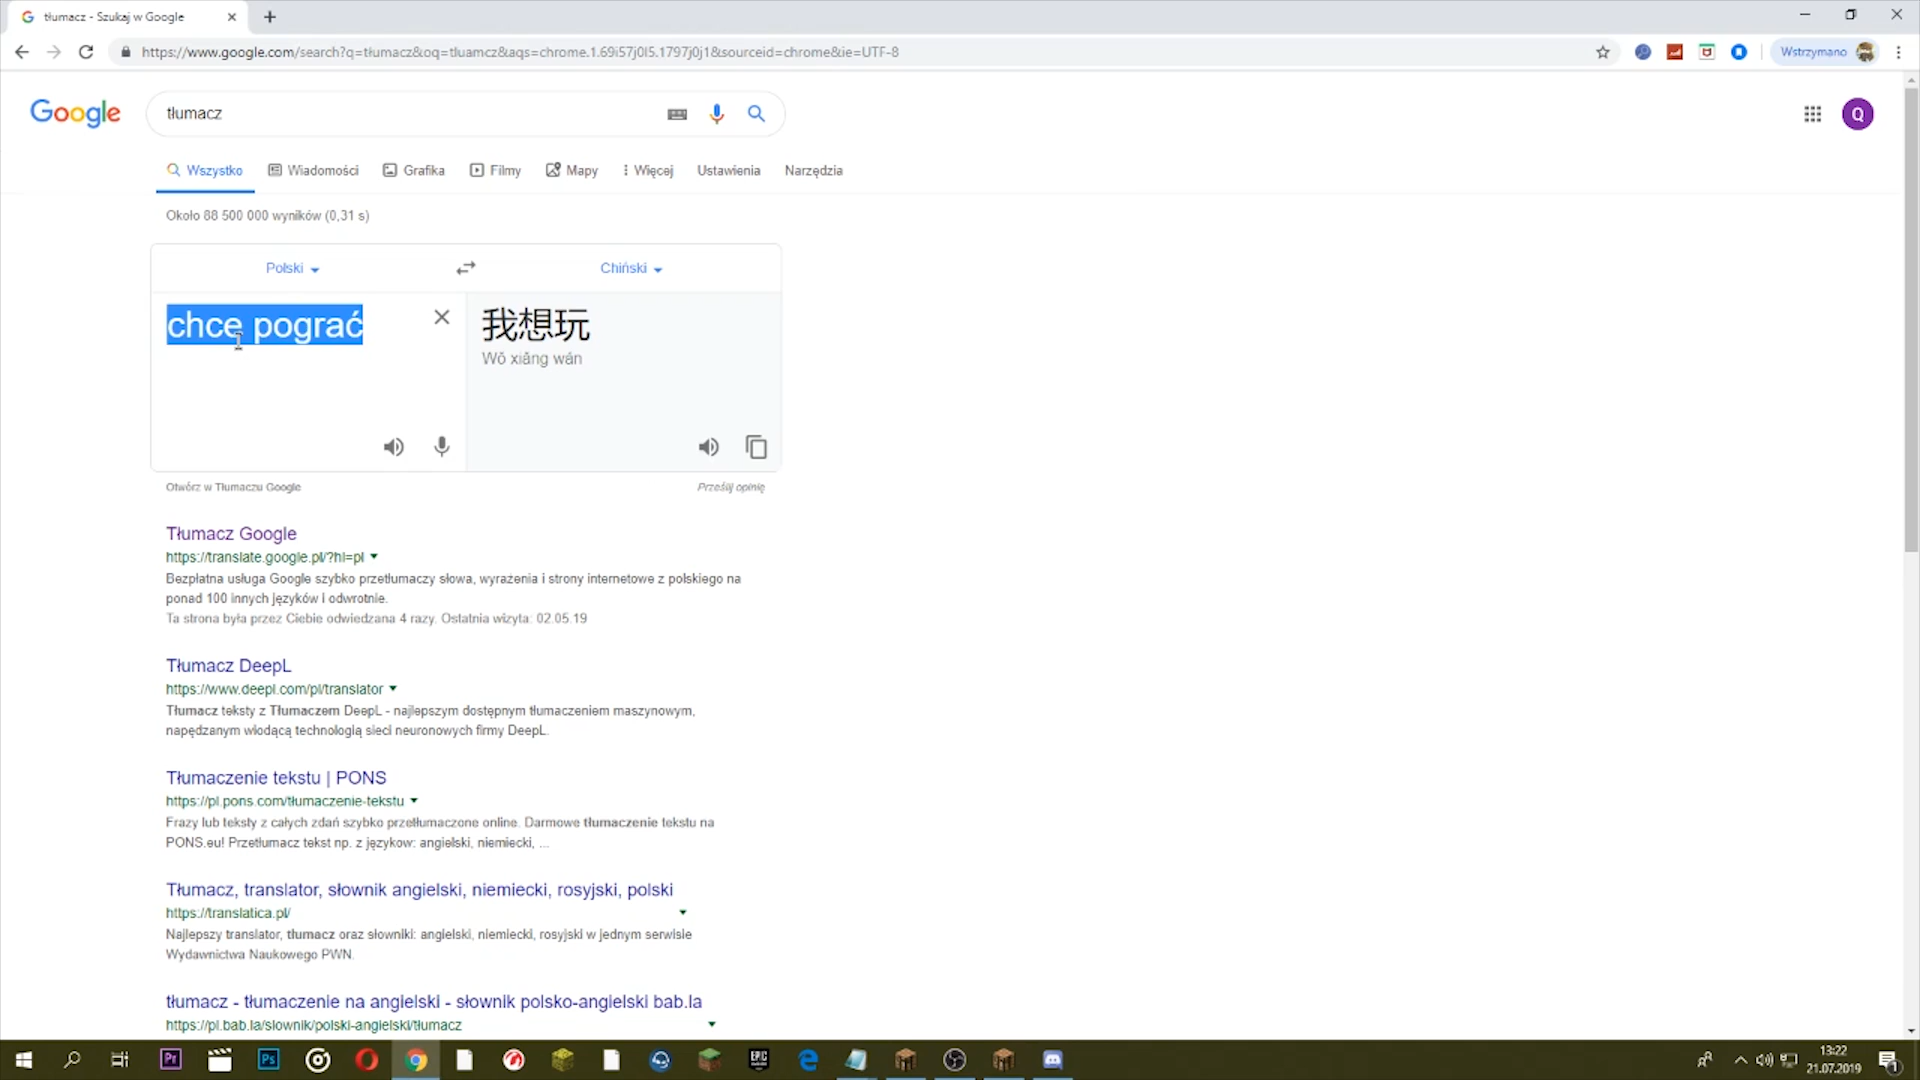 tłumacz - Szukaj w Google
https://www.google.com/search?q=tłumacz&oq=tluamcz&aqs=chrome.1.69i57j0l5.1797j0j1&sourceid=chrome&ie=UTF-8
Wstrzymano
Google
tłumacz
Q
Wszystko
Wiadomości
Grafika
Filmy
Mapy
Więcej
Ustawienia
Narzędzia
Około 88 500 000 wyników (0,31 s)
Polski
Chiński
chcę pograć
我想玩
Wǒ xiǎng wán
Otwórz w Tłumaczu Google
Prześlij opinię
Tłumacz Google
https://translate.google.pl/?hl=pl
Bezpłatna usługa Google szybko przetłumaczy słowa, wyrażenia i strony internetowe z polskiego na
ponad 100 innych języków i odwrotnie.
Ta strona była przez Ciebie odwiedzana 4 razy. Ostatnia wizyta: 02.05.19
Tłumacz DeepL
https://www.deepl.com/pl/translator
Tłumacz teksty z Tłumaczem DeepL - najlepszym dostępnym tłumaczeniem maszynowym,
napędzanym wiodącą technologią sieci neuronowych firmy DeepL.
Tłumaczenie tekstu | PONS
https://pl.pons.com/tłumaczenie-tekstu
Frazy lub teksty z całych zdań szybko przetłumaczone online. Darmowe tłumaczenie tekstu na
PONS.eu! Przetłumacz tekst np. z językow: angielski, niemiecki, ...
Tłumacz, translator, słownik angielski, niemiecki, rosyjski, polski
https://translatica.pl/
Najlepszy translator, tłumacz oraz słowniki: angielski, niemiecki, rosyjski w jednym serwisie
Wydawnictwa Naukowego PWN.
tłumacz - tłumaczenie na angielski - słownik polsko-angielski bab.la
https://pl.bab.la/slownik/polski-angielski/tłumacz
Pr
Ps
EPIC
13:22
21.07.2019
1